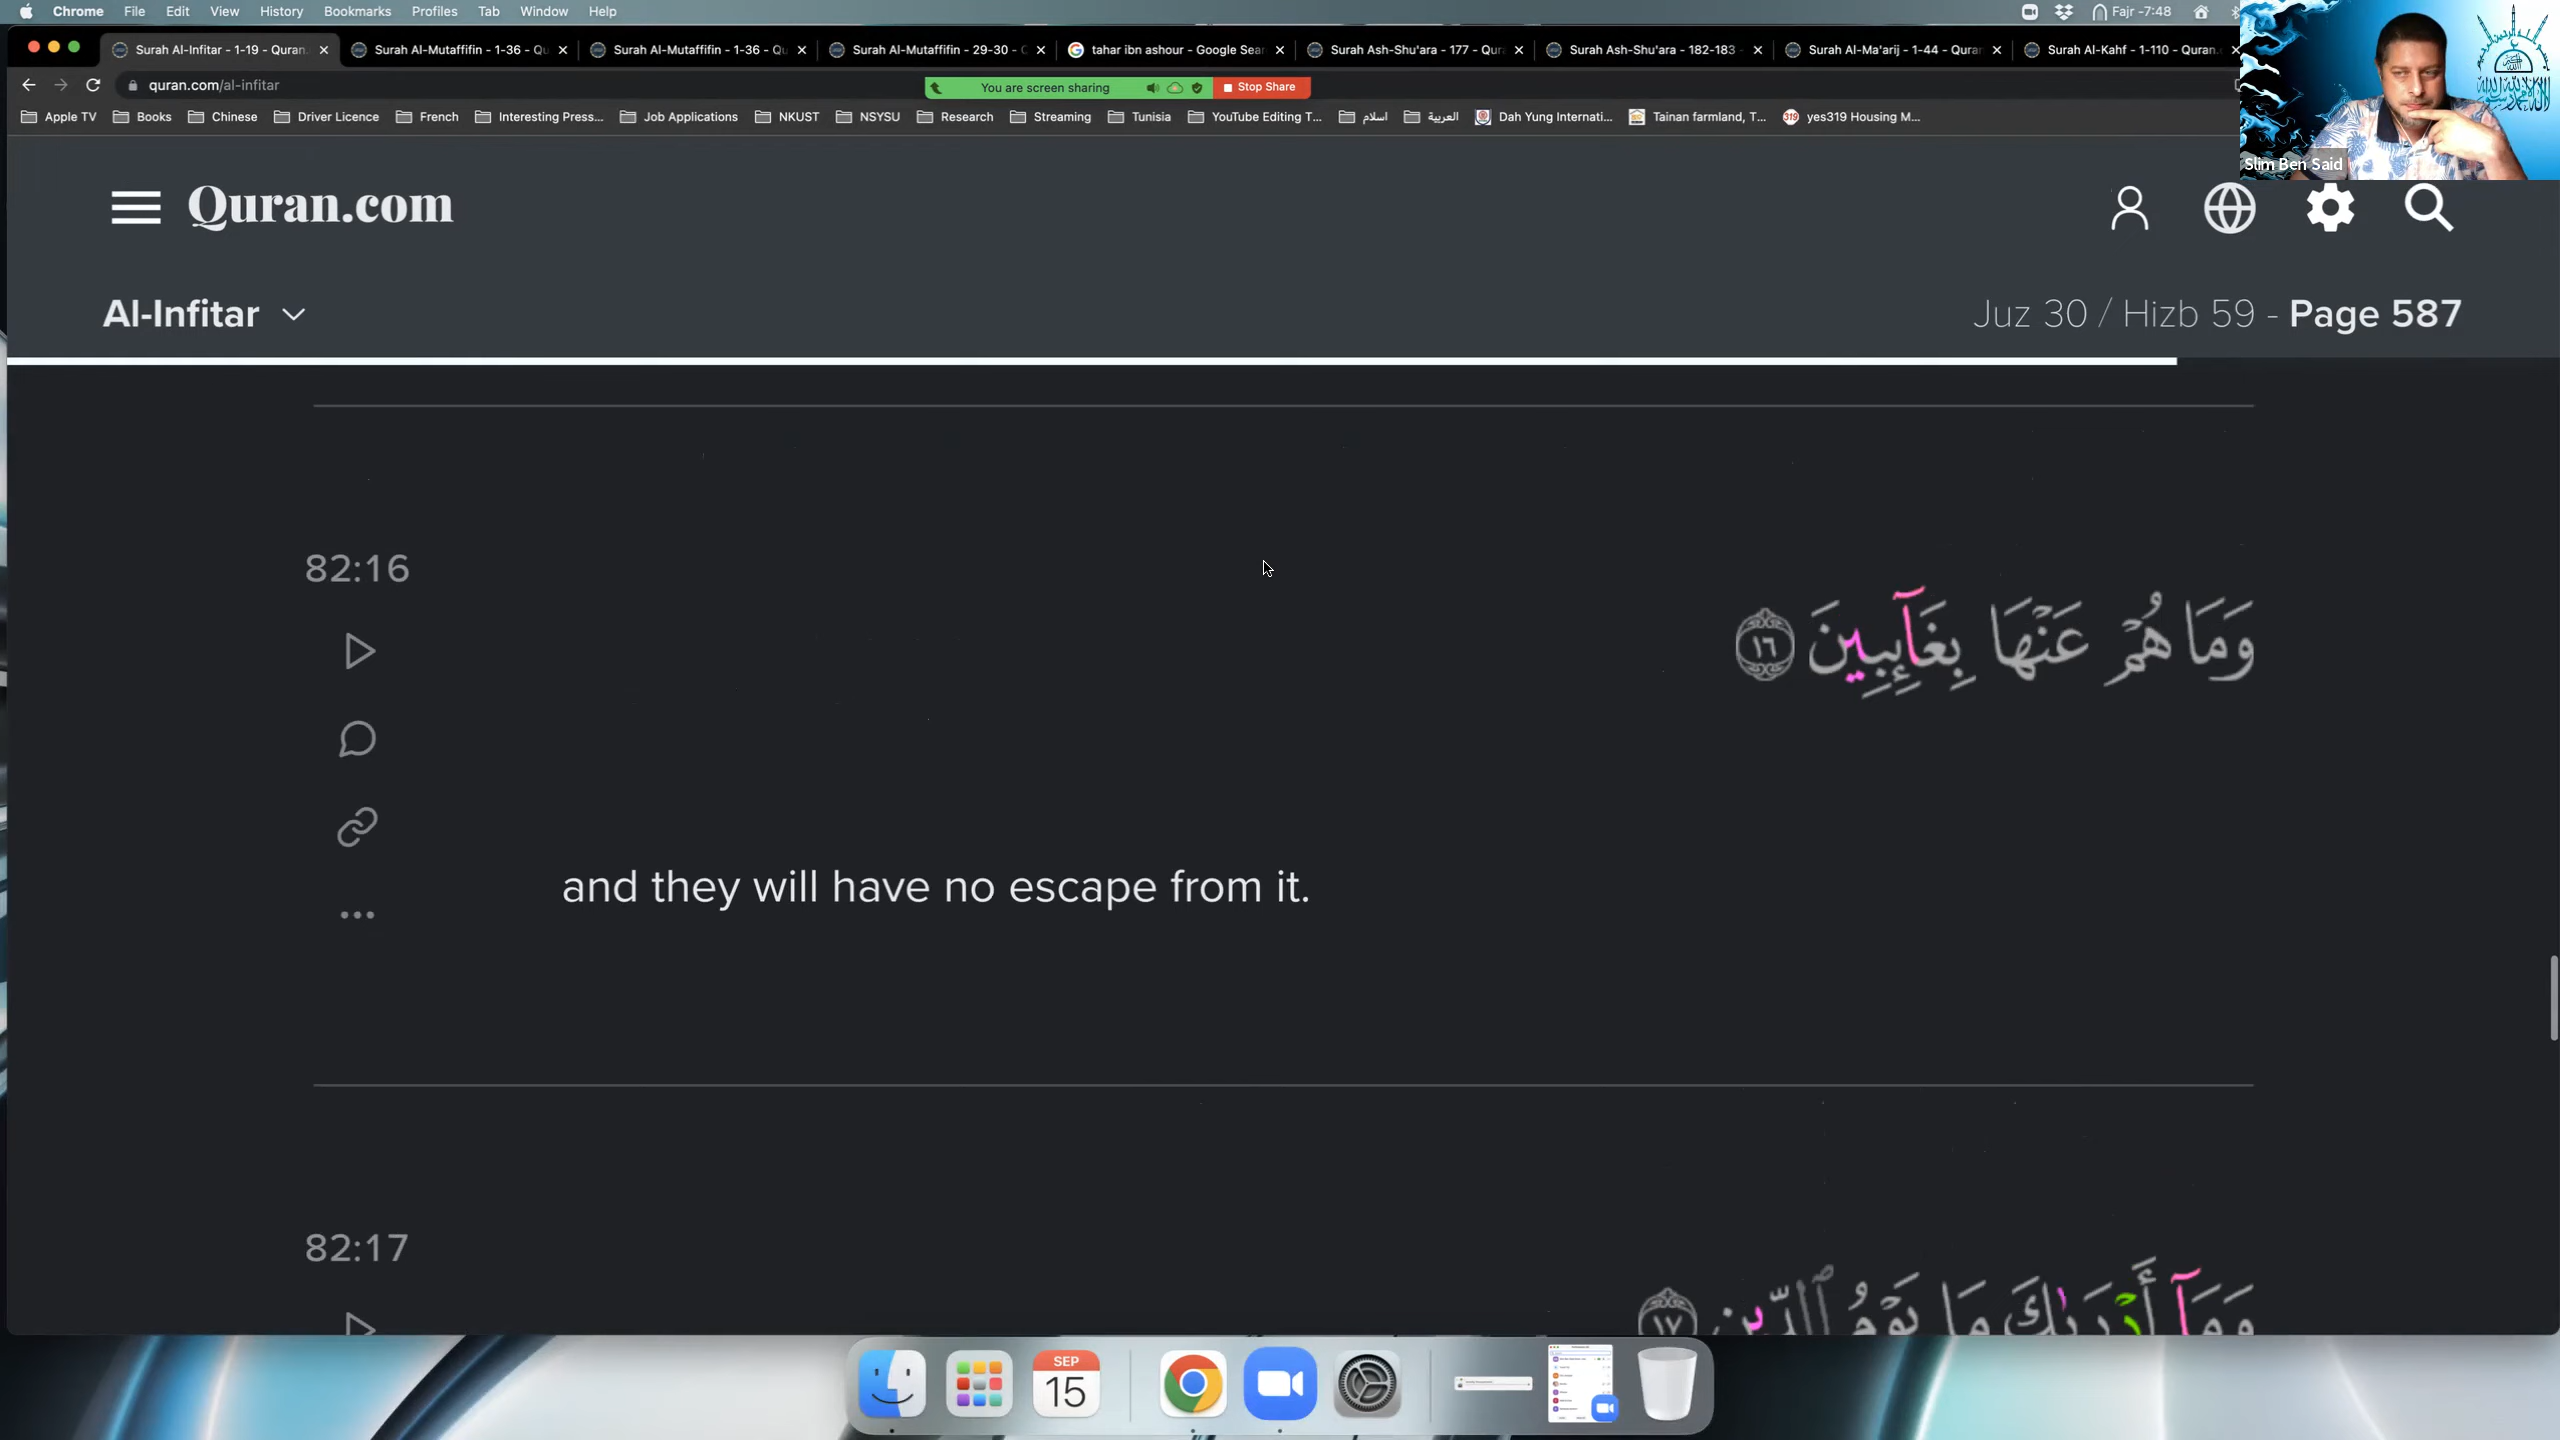 Chrome File Edit View History Bookmarks Profiles Tab Window Help Fajr -7:48
Surah Al-Infitar - 1-19 - Quran. Surah Al-Mutaffifin - 1-36 - Qu Surah Al-Mutaffifin - 1-36 - Qu Surah Al-Mutaffifin - 29-30 - tahar ibn ashour - Google Sear Surah Ash-Shu'ara - 177 - Qur Surah Ash-Shu'ara - 182-183 - Surah Al-Ma'arij - 1-44 - Quran Surah Al-Kahf - 1-110 - Quran.
quran.com/al-infitar You are screen sharing Stop Share
Apple TV Books Chinese Driver Licence French Interesting Press... Job Applications NKUST NSYSU Research Streaming Tunisia YouTube Editing T... اسلام العربية Dah Yung Internati... Tainan farmland, T... 319 yes319 Housing M...
Slim Ben Said
Quran.com
Al-Infitar Juz 30 / Hizb 59 - Page 587
82:16
وَمَا هُمْ عَنْهَا بِغَآئِبِينَ ١٦
and they will have no escape from it.
82:17
وَمَآ أَدْرَىٰكَ مَا يَوْمُ ٱلدِّينِ ١٧
SEP
15